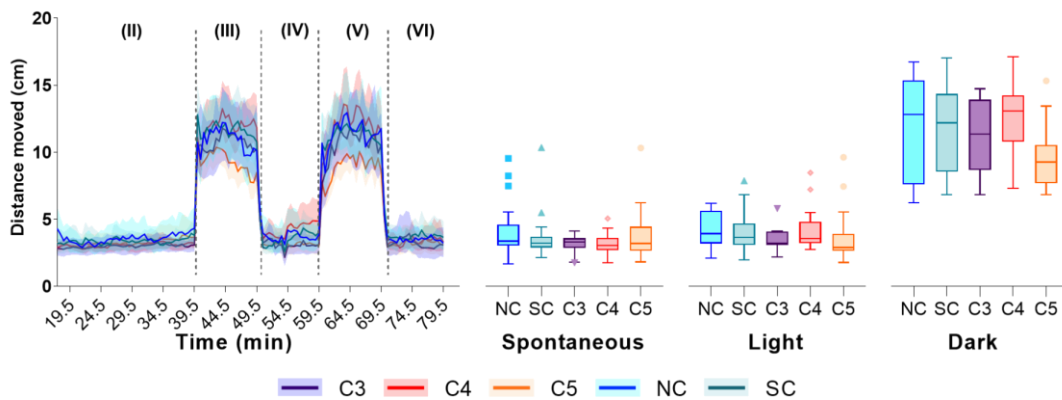 20
15
10
5
0
Distance moved (cm)
(II) (III) (IV) (V) (VI)
19.5 24.5 29.5 34.5 39.5 44.5 49.5 54.5 59.5 64.5 69.5 74.5 79.5
Time (min)
NC SC C3 C4 C5
Spontaneous
NC SC C3 C4 C5
Light
NC SC C3 C4 C5
Dark
C3 C4 C5 NC SC